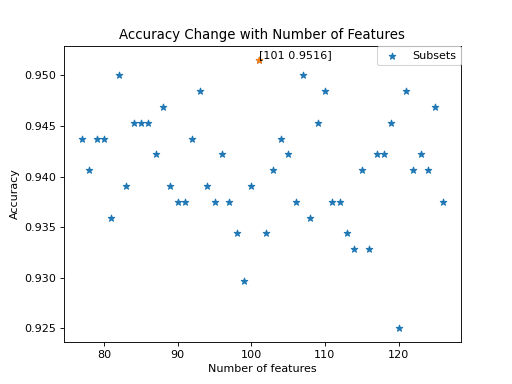 Accuracy Change with Number of Features
[101 0.9516]
Subsets
0.950
0.945
0.940
0.935
0.930
0.925
Accuracy
80 90 100 110 120
Number of features